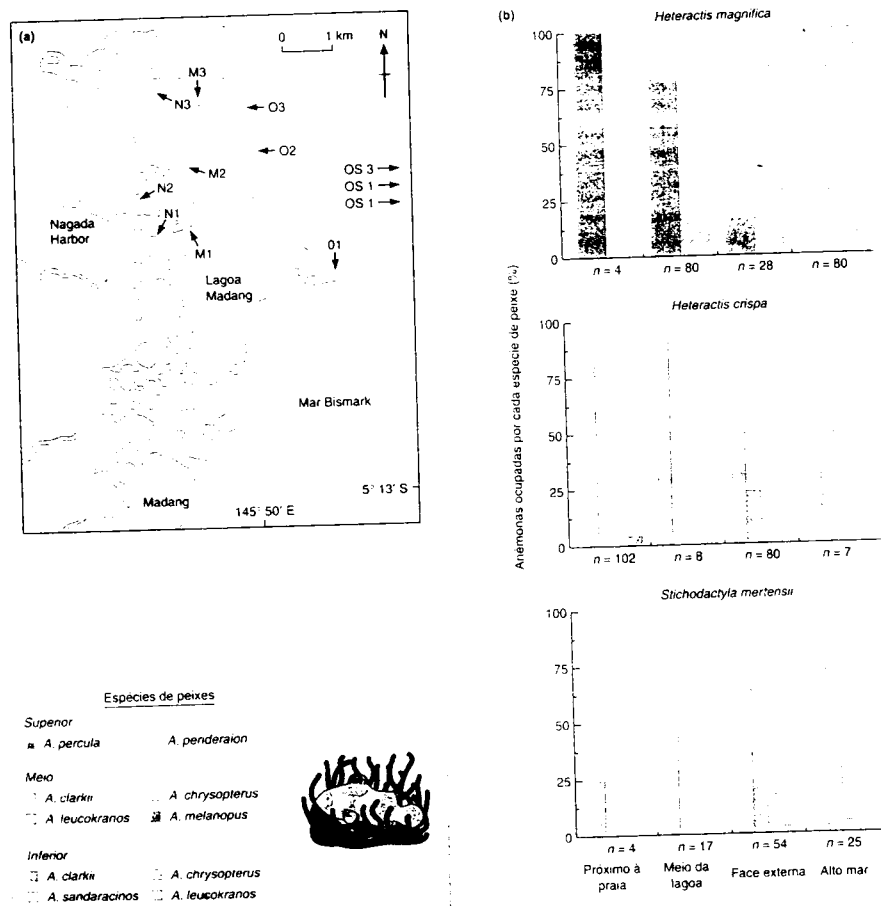 (a)
0 1 km
N
M3
N3
O3
O2
M2
OS 3
OS 1
OS 1
N2
N1
Nagada
Harbor
M1
O1
Lagoa
Madang
Mar Bismark
5° 13' S
Madang
145° 50' E
Espécies de peixes
Superior
A. percula A. perideraion
Meio
A. clarkii A. chrysopterus
A. leucokranos A. melanopus
Inferior
A. clarkii A. chrysopterus
A. sandaracinos A. leucokranos
(b)
Anêmonas ocupadas por cada espécie de peixe (%)
Heteractis magnifica
100
75
50
25
0
n = 4 n = 80 n = 28 n = 80
Heteractis crispa
100
75
50
25
0
n = 102 n = 8 n = 80 n = 7
Stichodactyla mertensii
100
75
50
25
0
n = 4 n = 17 n = 54 n = 25
Próximo à
praia
Meio da
lagoa
Face externa
Alto mar